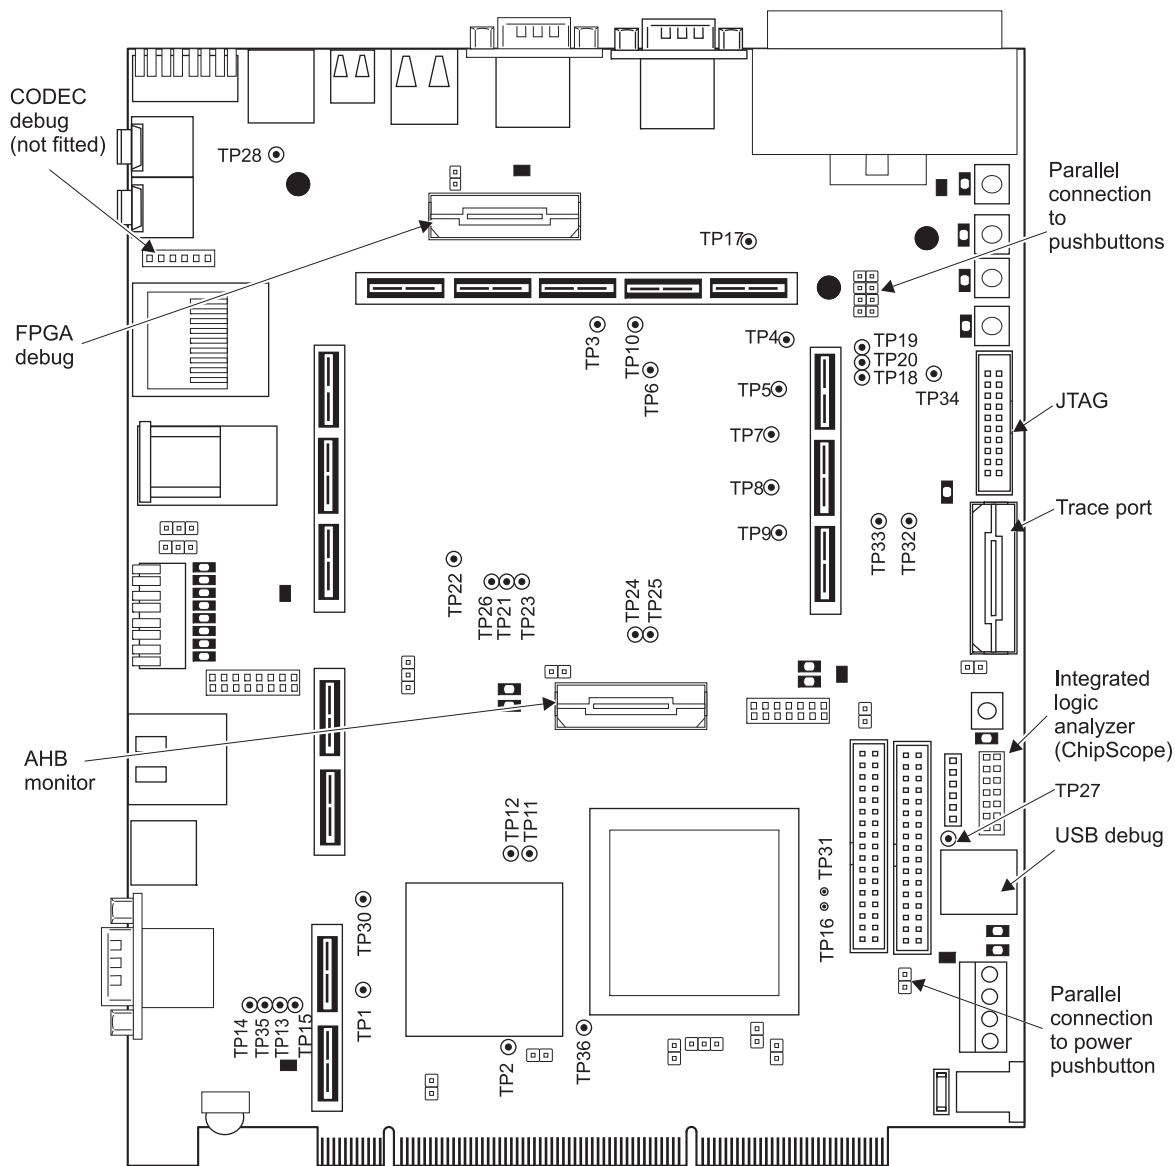 CODEC
debug
(not fitted)
TP28
Parallel
connection
to
pushbuttons
TP17
FPGA
debug
TP3
TP10
TP6
TP4
TP19
TP20
TP18
TP34
TP5
JTAG
TP7
TP8
Trace port
TP9
TP33
TP32
TP22
TP26
TP21
TP23
TP24
TP25
Integrated
logic
analyzer
(ChipScope)
AHB
monitor
TP27
TP12
TP11
USB debug
TP31
TP16
TP30
TP1
TP14
TP35
TP13
TP15
TP2
TP36
Parallel
connection
to power
pushbutton